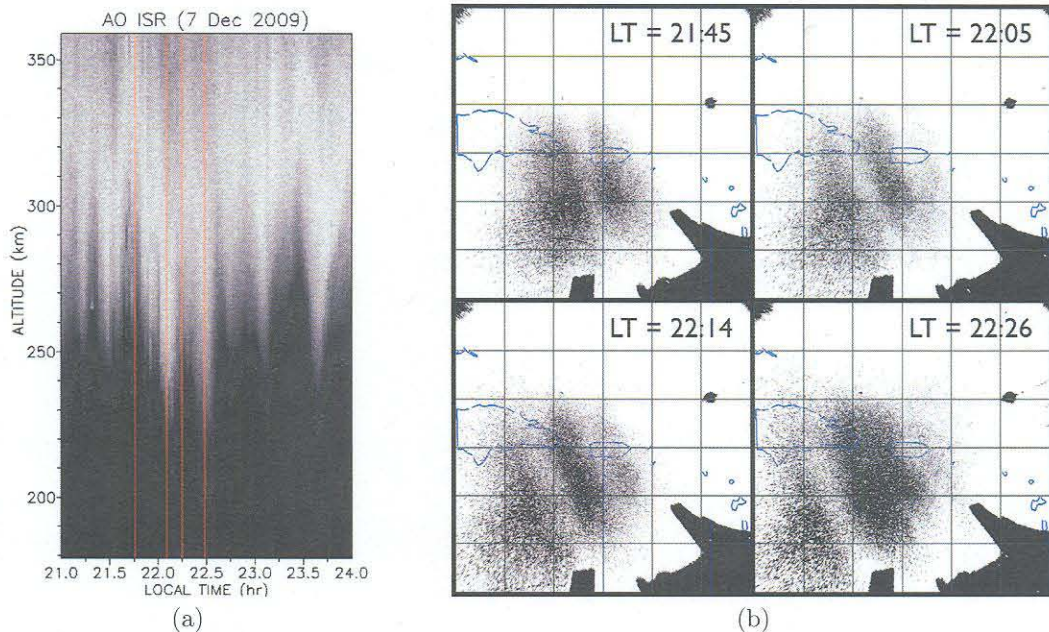 AO ISR (7 Dec 2009)
350
300
250
200
ALTITUDE (km)
21.0 21.5 22.0 22.5 23.0 23.5 24.0
LOCAL TIME (hr)
(a)
LT = 21:45
LT = 22:05
LT = 22:14
LT = 22:26
(b)